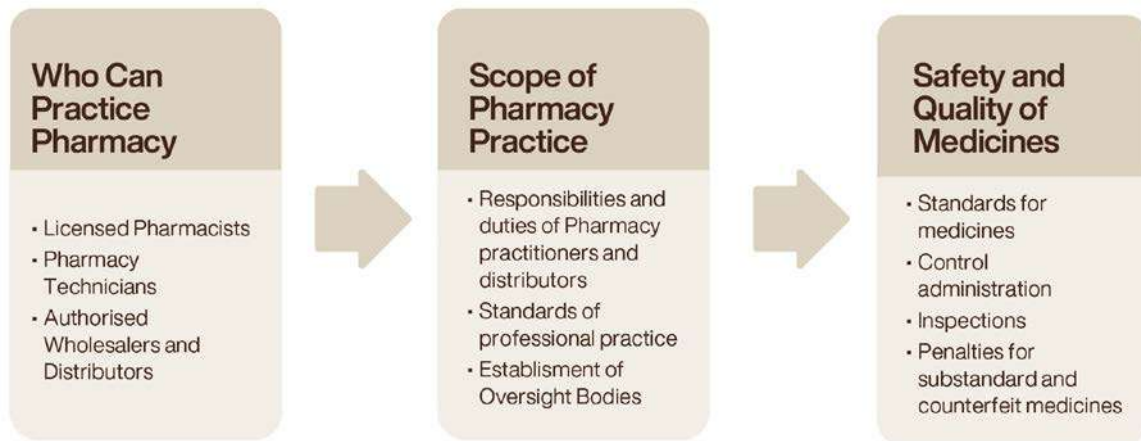 Who Can
Practice
Pharmacy
• Licensed Pharmacists
• Pharmacy
Technicians
• Authorised
Wholesalers and
Distributors
Scope of
Pharmacy
Practice
• Responsibilities and
duties of Pharmacy
practitioners and
distributors
• Standards of
professional practice
• Establisment of
Oversight Bodies
Safety and
Quality of
Medicines
• Standards for
medicines
• Control
administration
• Inspections
• Penalties for
substandard and
counterfeit medicines